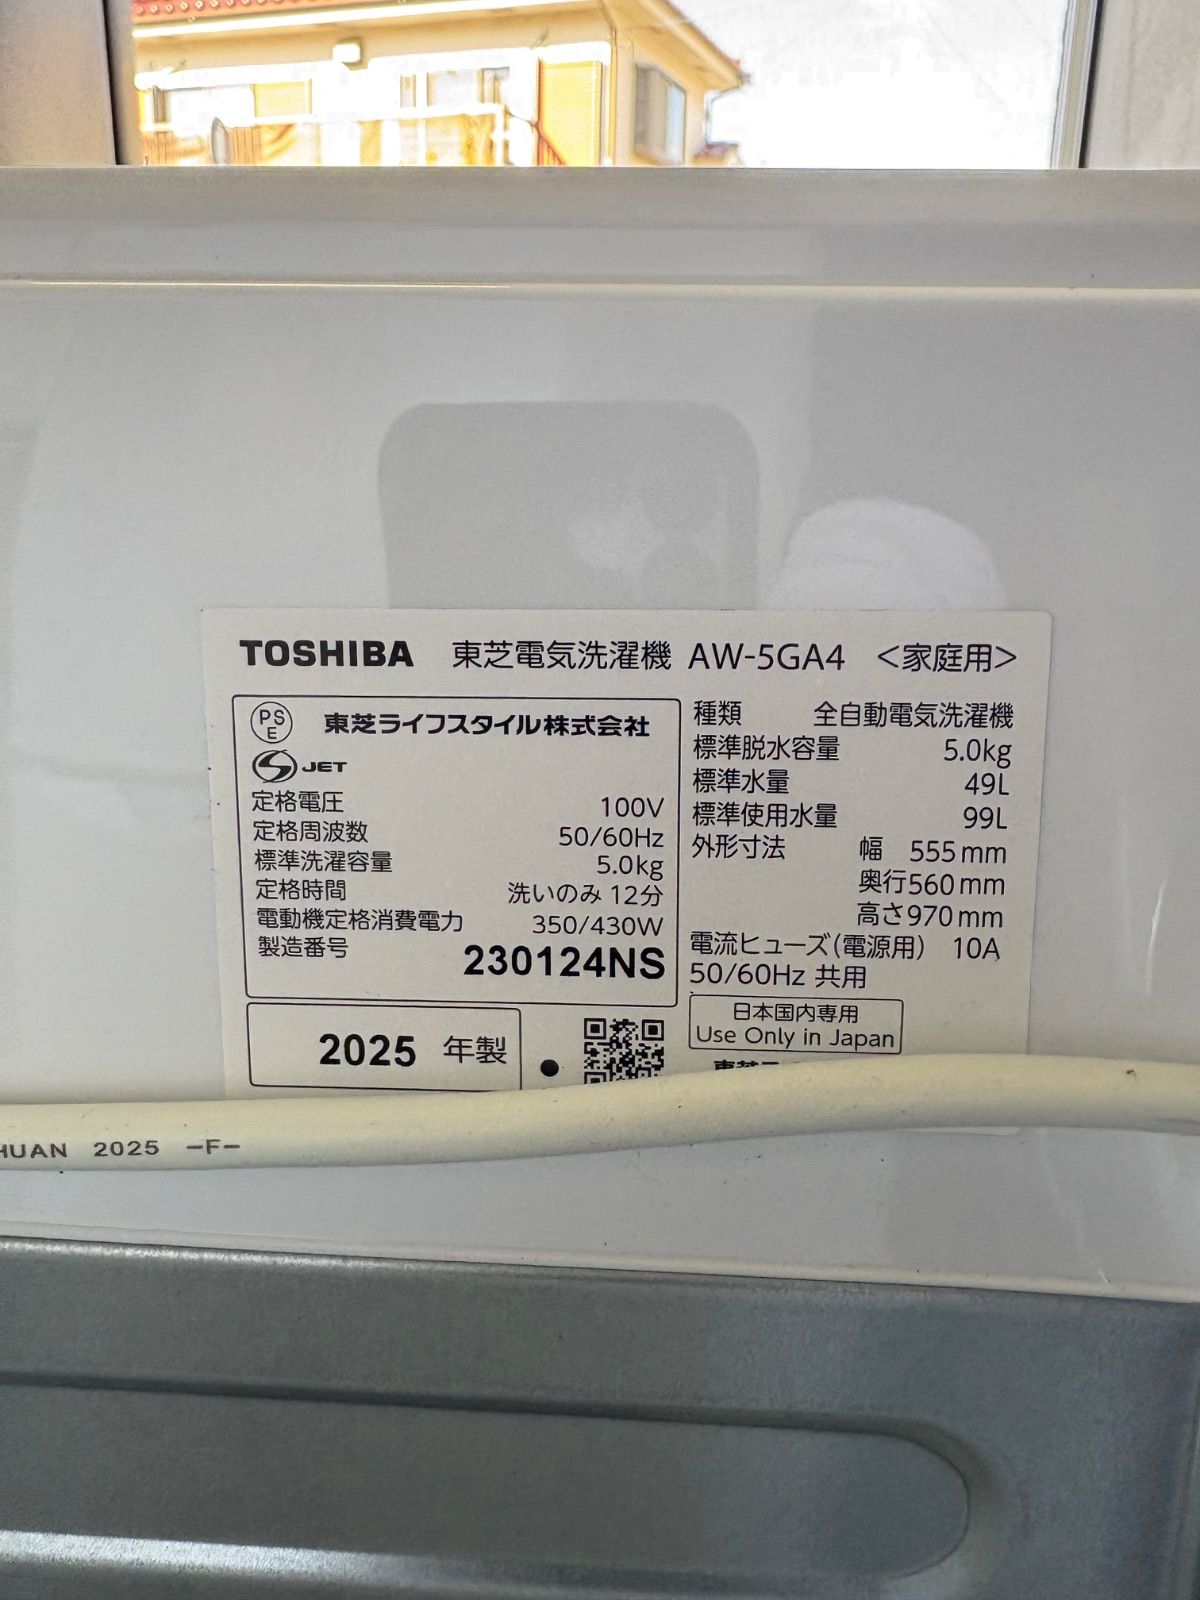 TOSHIBA 東芝電気洗濯機 AW-5GA4 <家庭用>
PS
E
東芝ライフスタイル株式会社
S JET
定格電圧 100V
定格周波数 50/60Hz
標準洗濯容量 5.0kg
定格時間 洗いのみ 12分
電動機定格消費電力 350/430W
製造番号 230124NS
2025 年製
種類 全自動電気洗濯機
標準脱水容量 5.0kg
標準水量 49L
標準使用水量 99L
外形寸法 幅 555mm
奥行560mm
高さ970mm
電流ヒューズ(電源用) 10A
50/60Hz 共用
日本国内専用
Use Only in Japan
2025 -F-